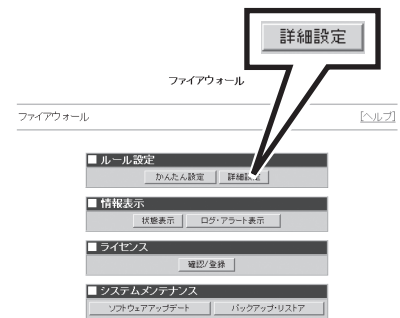 詳細設定
ファイアウォール
ファイアウォール [ヘルプ]
■ ルール設定
かんたん設定 詳細設定
■ 情報表示
状態表示 ログ・アラート表示
■ ライセンス
確認/登録
■ システムメンテナンス
ソフトウェアアップデート バックアップ・リストア